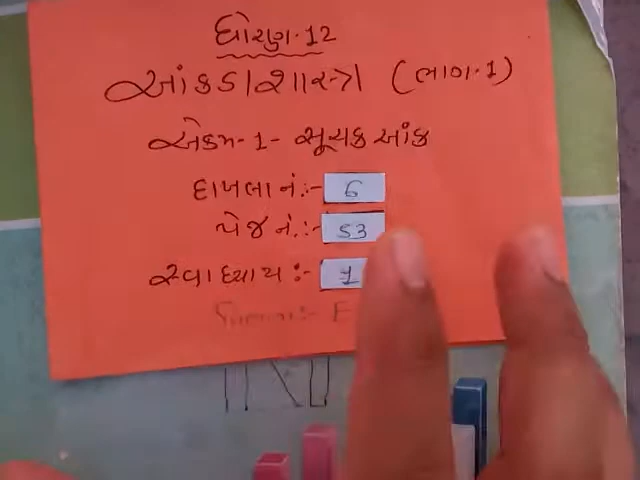 ધોરણ-12
આંકડાશાસ્ત્ર (ભાગ-1)
એકમ-1- સૂચક આંક
દાખલા નં.:- 6
પેજ નં.:- 53
સ્વાધ્યાય :- 1
વિભાગ:- E